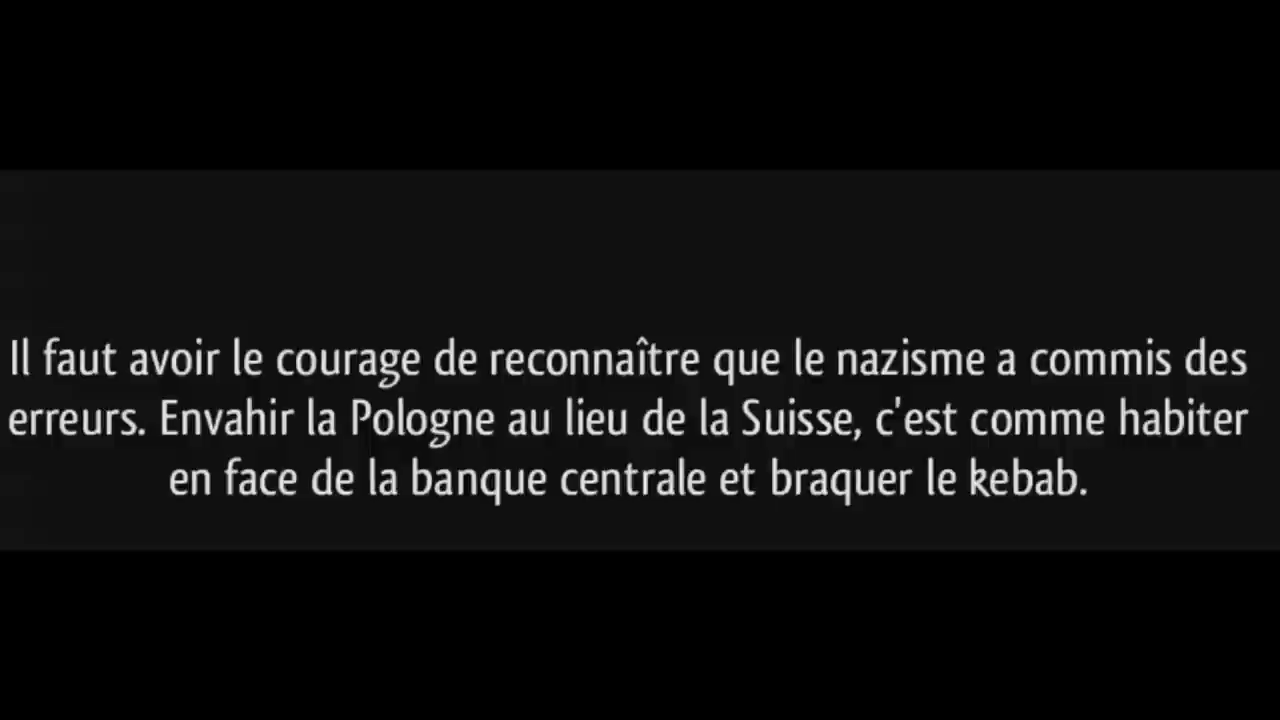 Il faut avoir le courage de reconnaître que le nazisme a commis des
erreurs. Envahir la Pologne au lieu de la Suisse, c'est comme habiter
en face de la banque centrale et braquer le kebab.